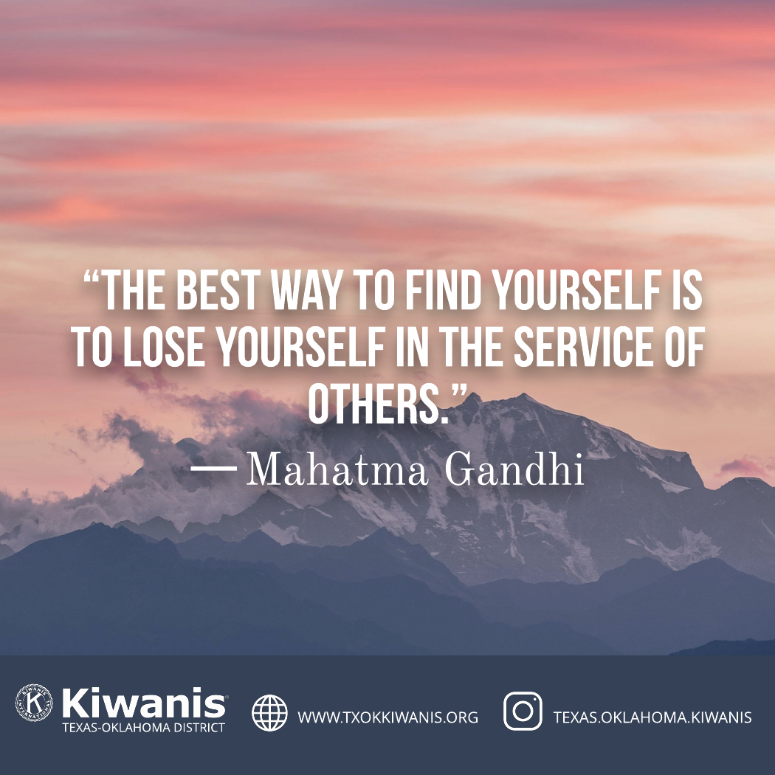 “THE BEST WAY TO FIND YOURSELF IS
TO LOSE YOURSELF IN THE SERVICE OF
OTHERS.”
— Mahatma Gandhi
K
Kiwanis
TEXAS-OKLAHOMA DISTRICT
WWW.TXOKKIWANIS.ORG
TEXAS.OKLAHOMA.KIWANIS